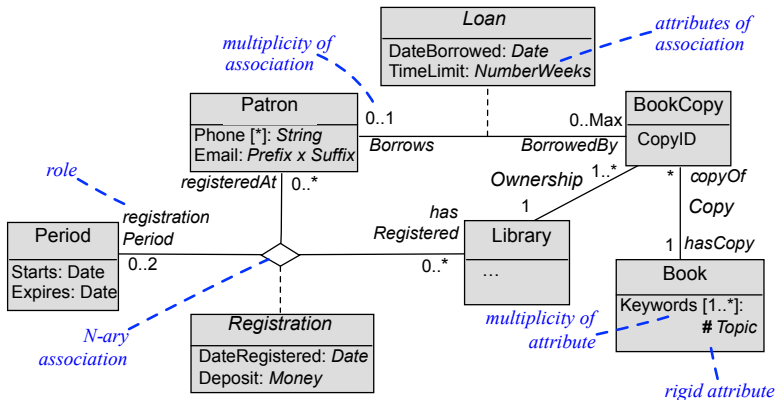 Loan
DateBorrowed: Date
TimeLimit: NumberWeeks
multiplicity of
association
attributes of
association
Patron
Phone [*]: String
Email: Prefix x Suffix
0..1
Borrows
0..Max
BorrowedBy
BookCopy
CopyID
role
registeredAt
0..*
Ownership
1..*
1
*
copyOf
Copy
1
hasCopy
registration
Period
0..2
Period
Starts: Date
Expires: Date
has
Registered
0..*
Library
...
Book
Keywords [1..*]:
# Topic
N-ary
association
Registration
DateRegistered: Date
Deposit: Money
multiplicity of
attribute
rigid attribute